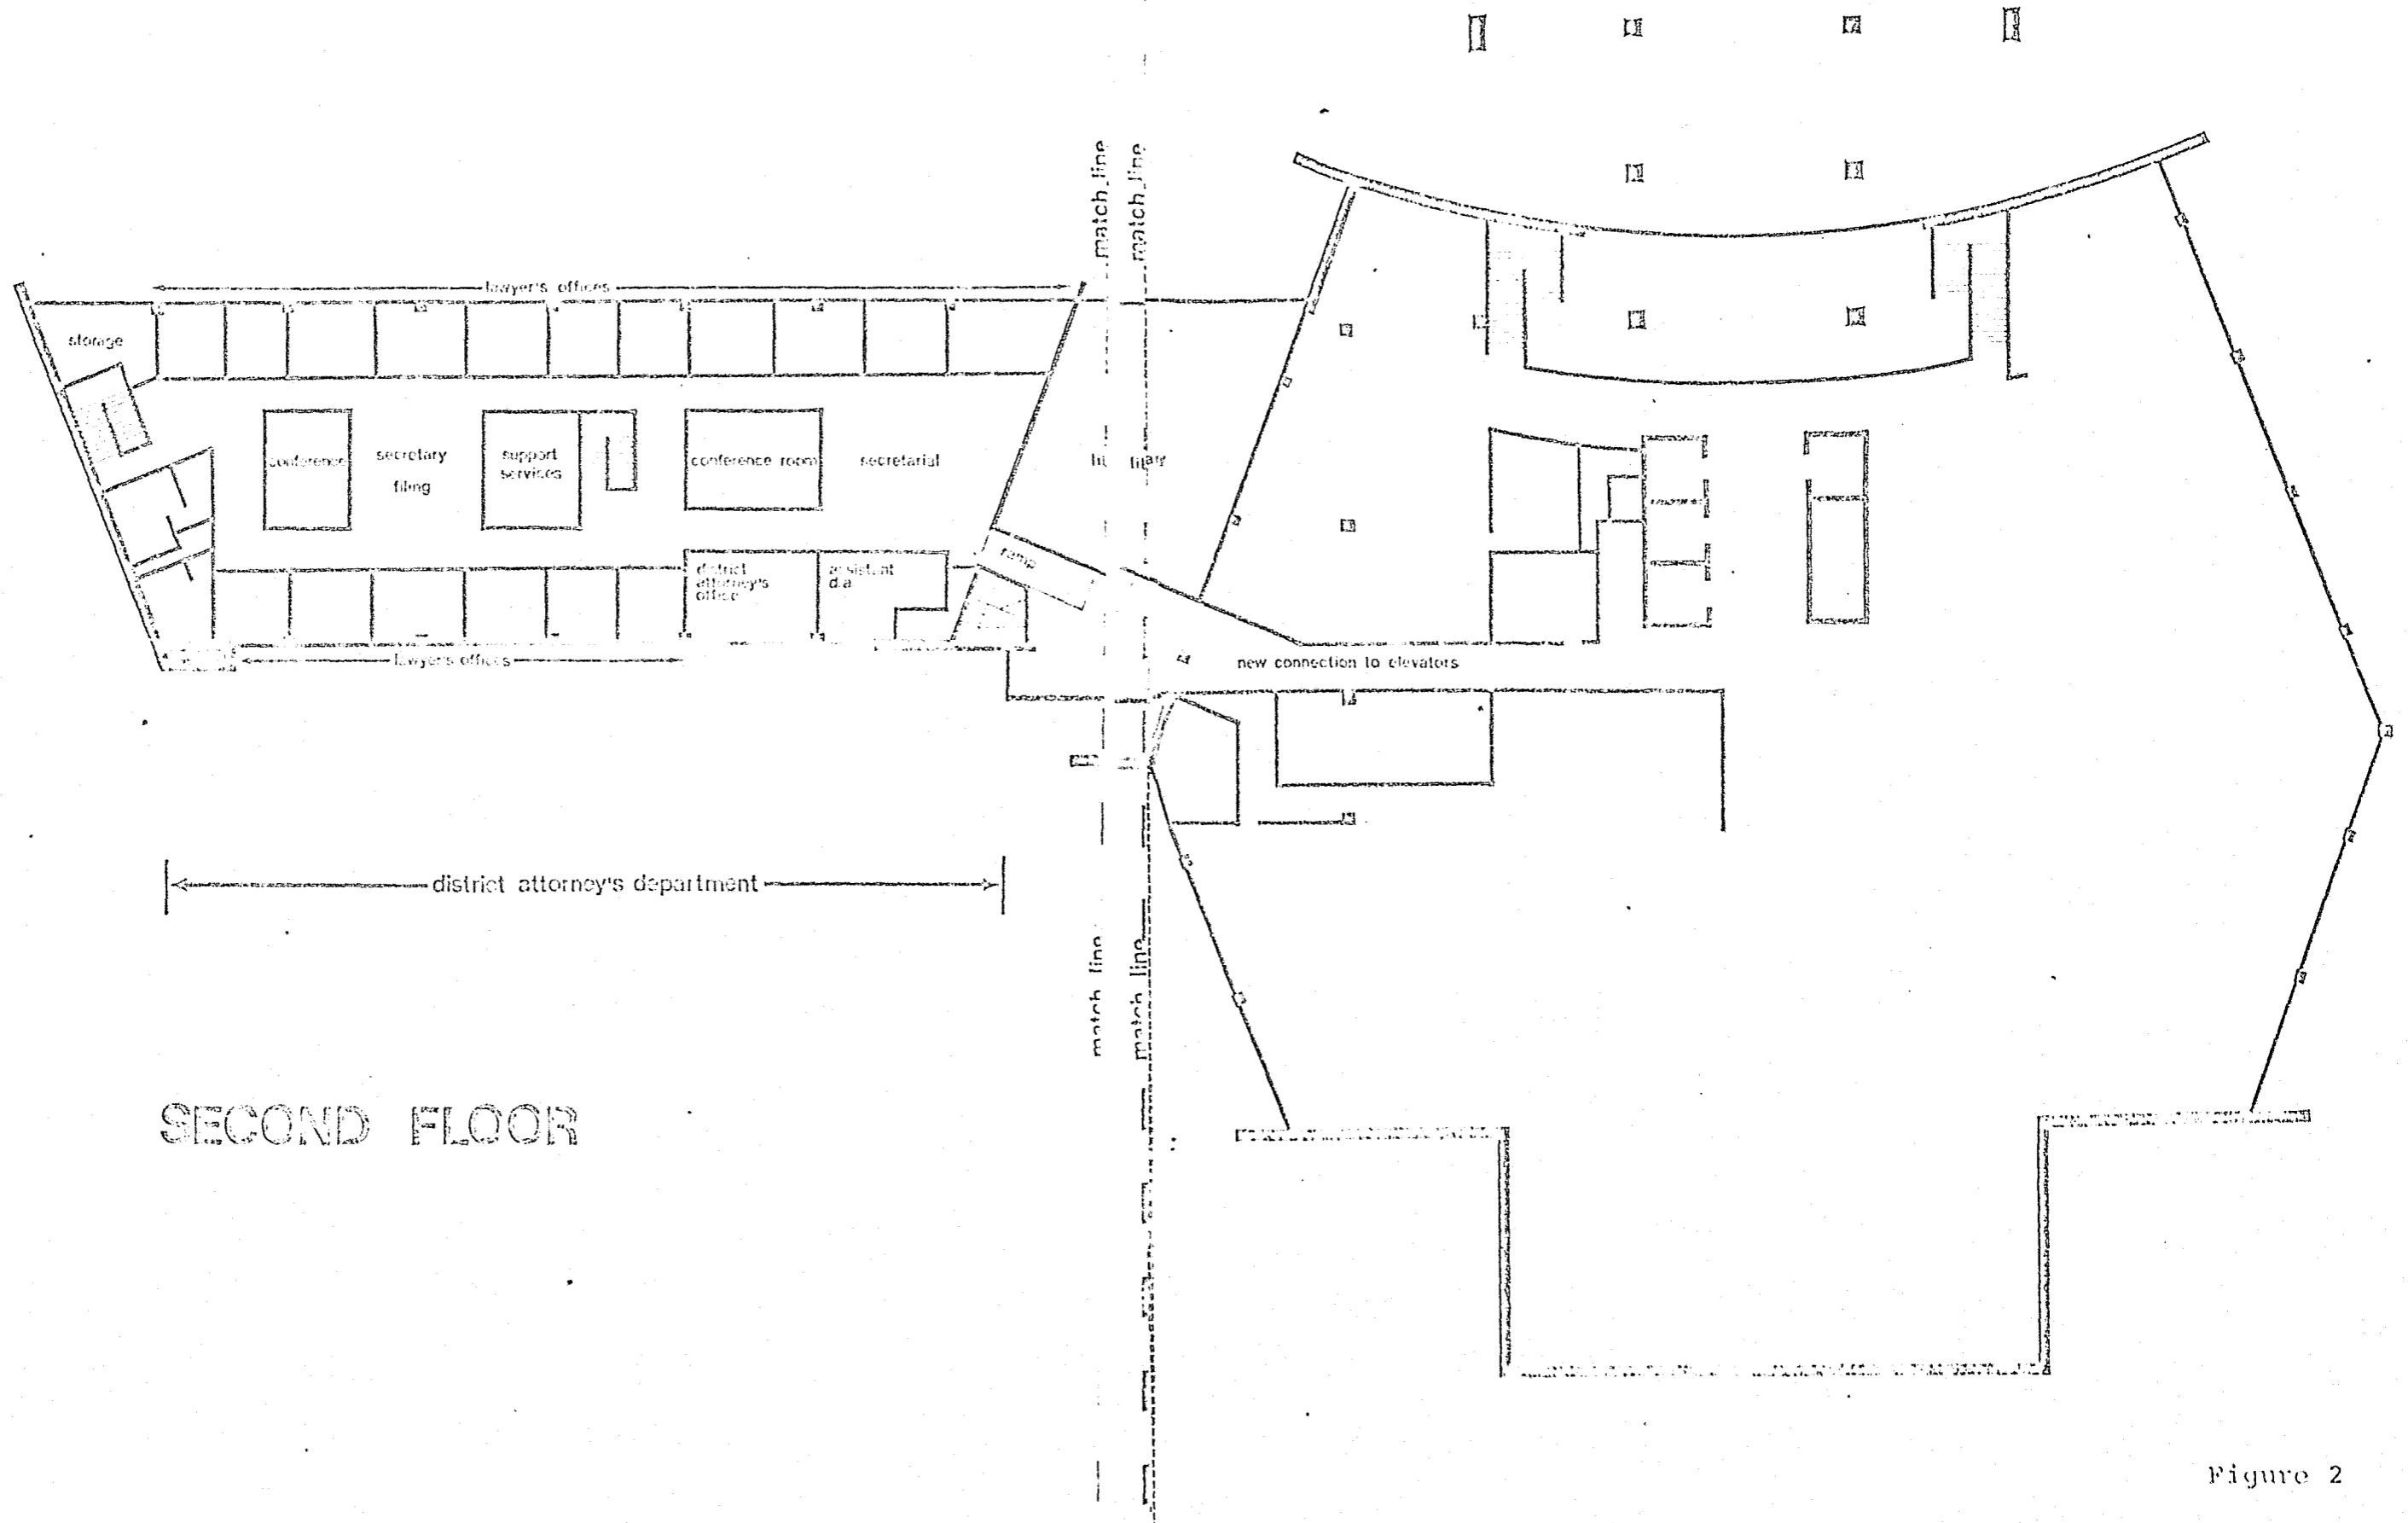 match line
match line
lawyer's offices
storage
conference
secretary
filing
support
services
conference room
secretarial
library
ramp
district
attorney's
office
assistant
d.a
lawyer's offices
new connection to elevators
district attorney's department
match line
match line
SECOND FLOOR
Figure 2